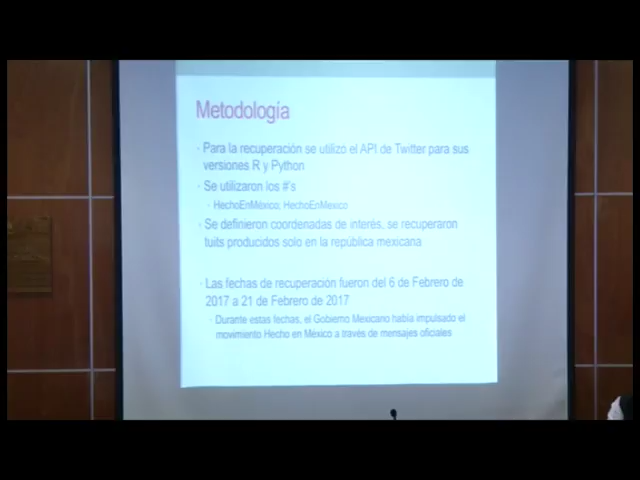 Metodología
· Para la recuperación se utilizo el API de Twitter para sus
versiones R y Python
· Se utilizaron los #'s
· HechoEnMéxico; HechoEnMexico
· Se definieron coordenadas de interés, se recuperaron
tuits producidos solo en la república mexicana
· Las fechas de recuperación fueron del 6 de Febrero de
2017 a 21 de Febrero de 2017
· Durante estas fechas, el Gobierno Mexicano había impulsado el
movimiento Hecho en México a través de mensajes oficiales